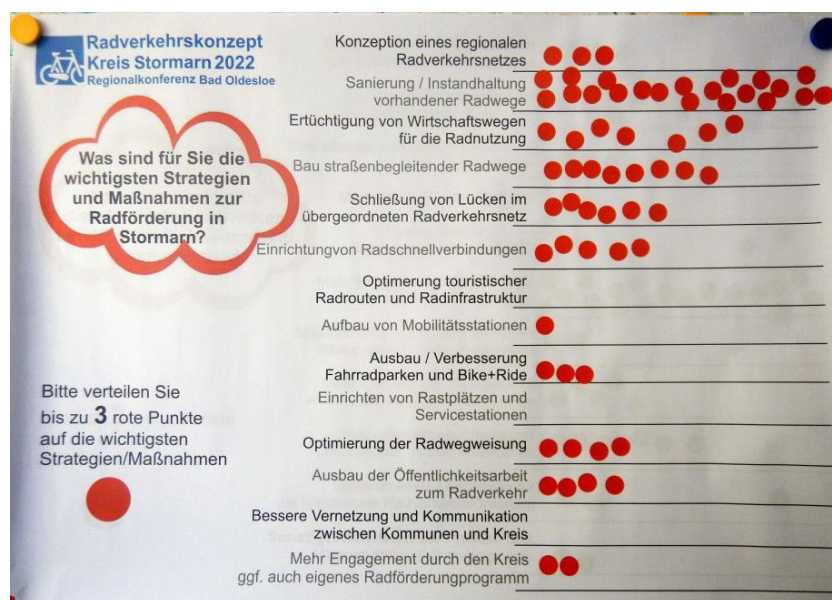 Radverkehrskonzept
Kreis Stormarn 2022
Regionalkonferenz Bad Oldesloe
Was sind für Sie die
wichtigsten Strategien
und Maßnahmen zur
Radförderung in
Stormarn?
Bitte verteilen Sie
bis zu 3 rote Punkte
auf die wichtigsten
Strategien/Maßnahmen
Konzeption eines regionalen
Radverkehrsnetzes
Sanierung / Instandhaltung
vorhandener Radwege
Ertüchtigung von Wirtschaftswegen
für die Radnutzung
Bau straßenbegleitender Radwege
Schließung von Lücken im
übergeordneten Radverkehrsnetz
Einrichtungvon Radschnellverbindungen
Optimerung touristischer
Radrouten und Radinfrastruktur
Aufbau von Mobilitätsstationen
Ausbau / Verbesserung
Fahrradparken und Bike+Ride
Einrichten von Rastplätzen und
Servicestationen
Optimierung der Radwegweisung
Ausbau der Öffentlichkeitsarbeit
zum Radverkehr
Bessere Vernetzung und Kommunikation
zwischen Kommunen und Kreis
Mehr Engagement durch den Kreis
ggf. auch eigenes Radförderungprogramm